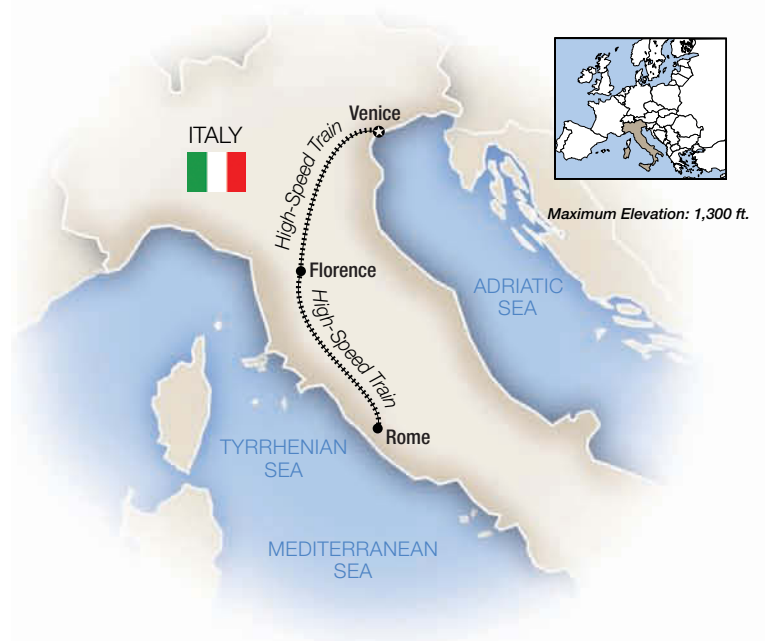 Venice
ITALY
High-Speed Train
Maximum Elevation: 1,300 ft.
Florence
ADRIATIC
SEA
High-Speed Train
Rome
TYRRHENIAN
SEA
MEDITERRANEAN
SEA